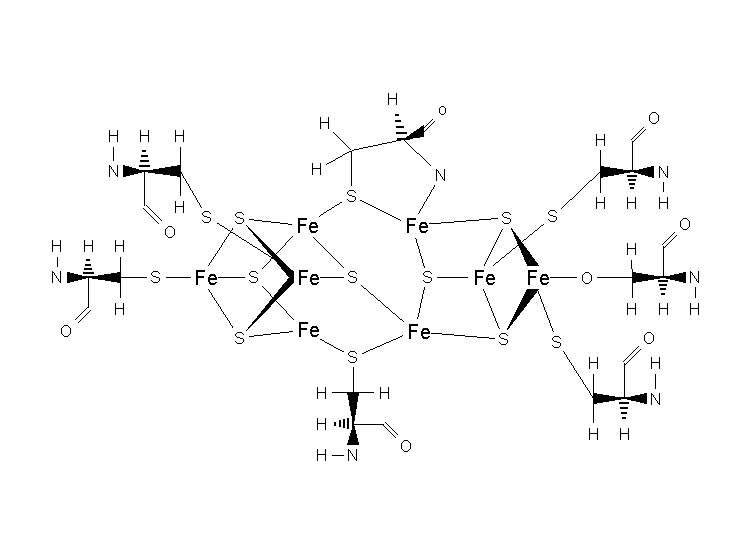 H
O
H
O
H H H H H
N N N
S S S S S
H O H H H
Fe Fe
O
H H H H H
N S Fe S Fe S S Fe Fe O N
H H H H
O
Fe Fe
S S S O
S H H
H H N
H O
H N H H